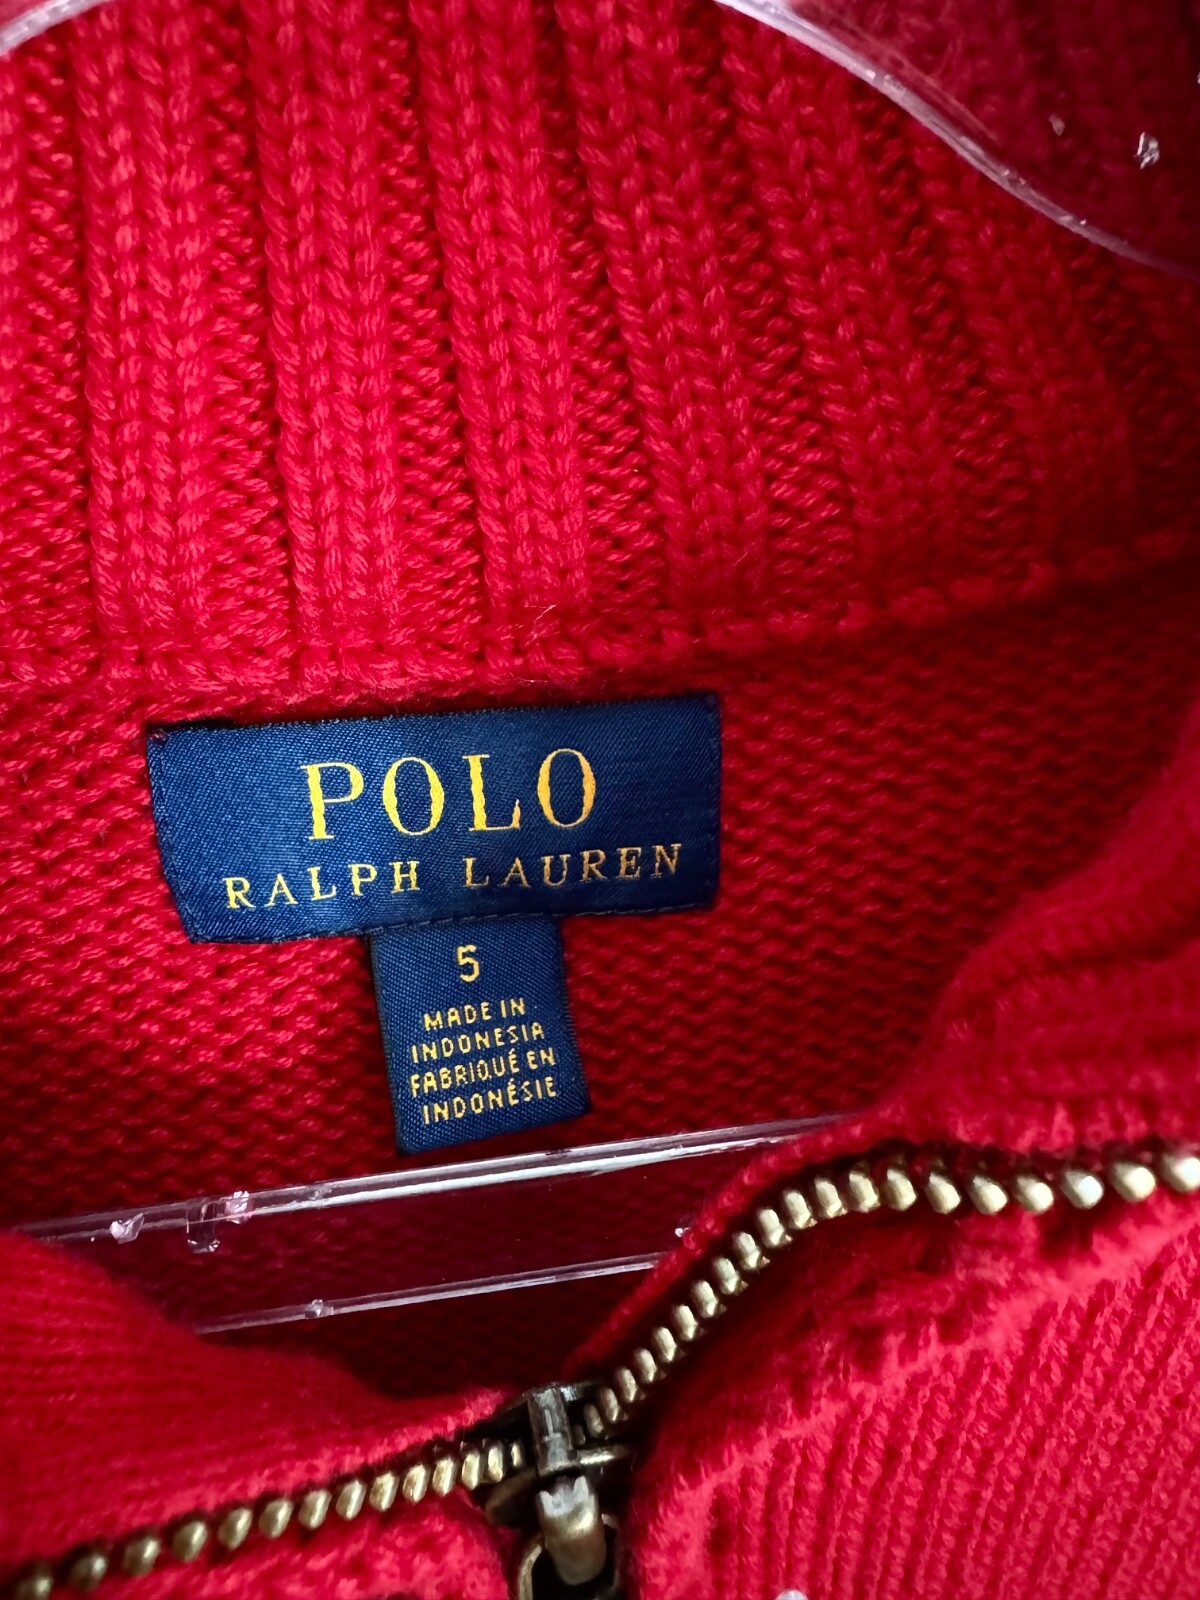 POLO
RALPH LAUREN
5
MADE IN
INDONESIA
FABRIQUÉ EN
INDONÉSIE